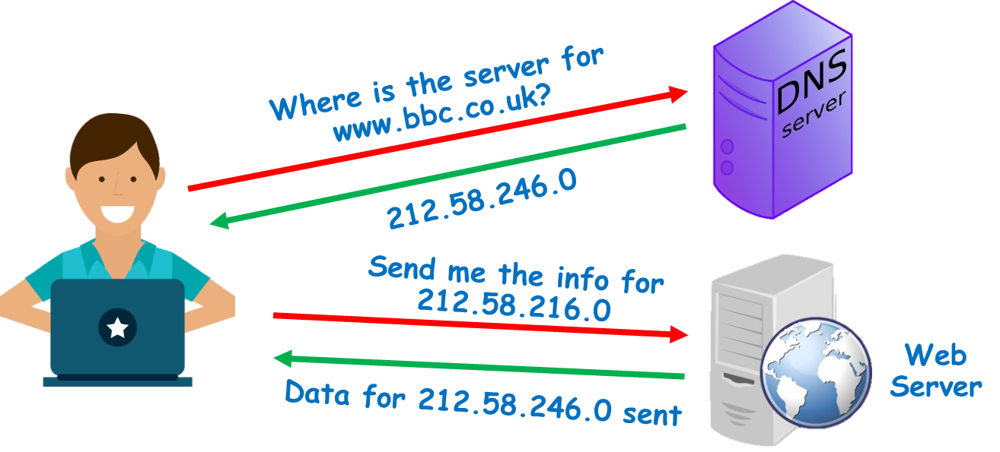 Where is the server for
www.bbc.co.uk?
212.58.246.0
DNS
server
Send me the info for
212.58.216.0
Data for 212.58.246.0 sent
Web
Server